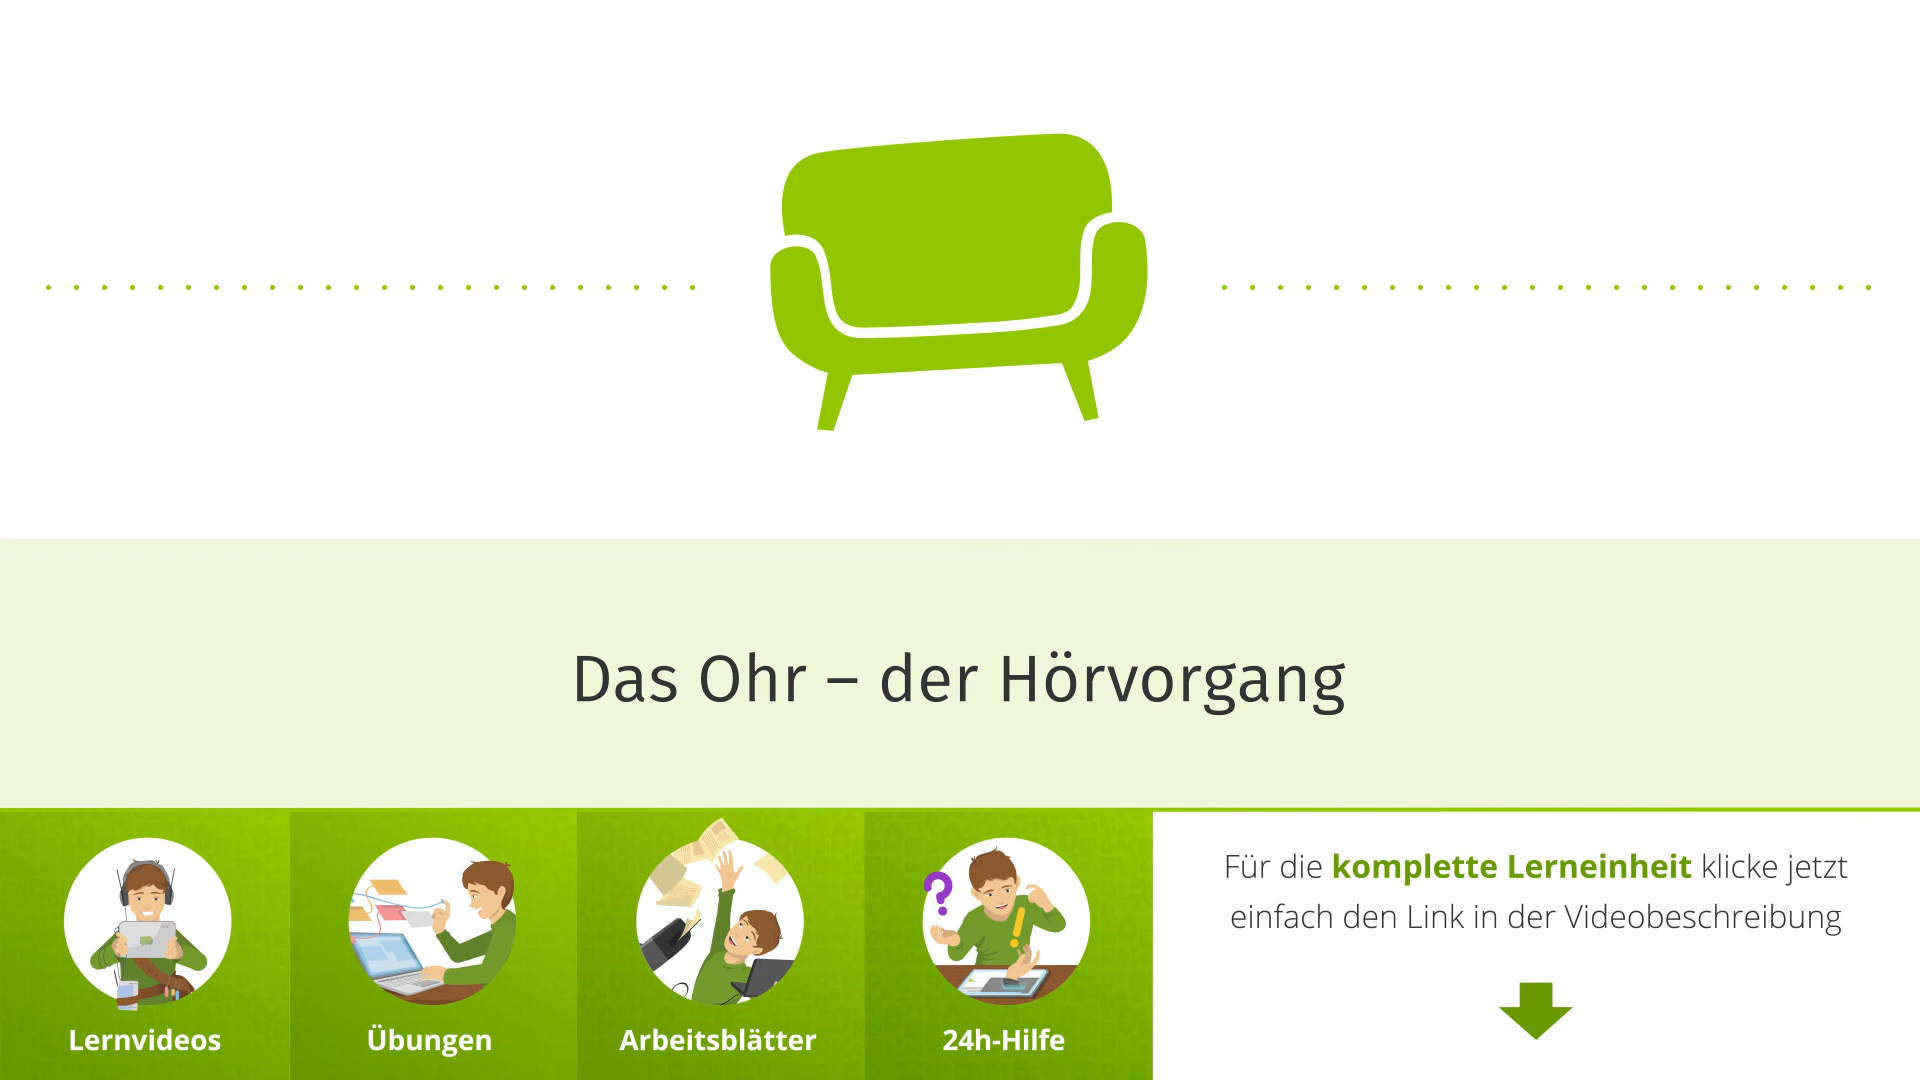 Das Ohr – der Hörvorgang
Lernvideos
Übungen
Arbeitsblätter
24h-Hilfe
Für die komplette Lerneinheit klicke jetzt
einfach den Link in der Videobeschreibung